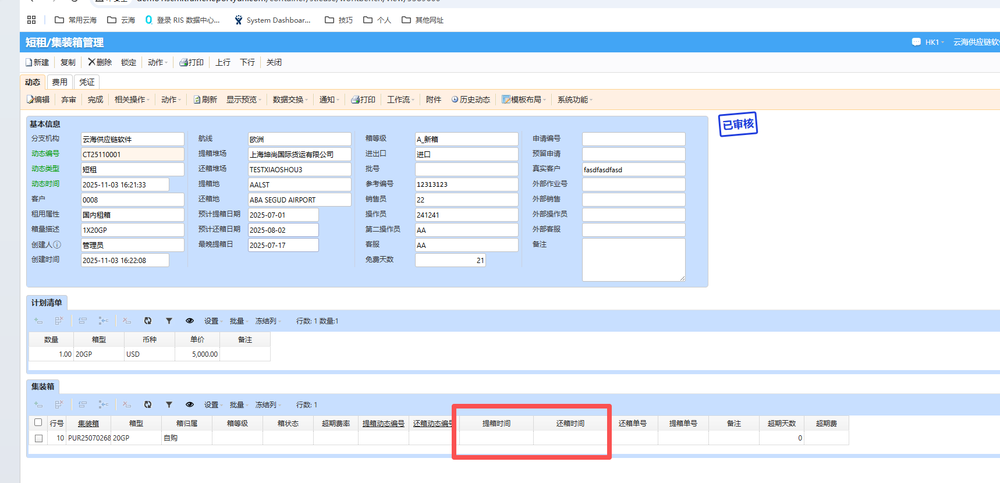 常用云海 云海 登录 RIS 数据中心... System Dashboar... 技巧 个人 其他网址
短租/集装箱管理 HK1 云海供应链软件
新建 复制 删除 锁定 动作 打印 上行 下行 关闭
动态 费用 凭证
编辑 弃审 完成 相关操作 动作 刷新 显示预览 数据交换 通知 打印 工作流 附件 历史动态 模板布局 系统功能
已审核
基本信息
分支机构 云海供应链软件 航线 欧洲 箱等级 A_新箱 申请编号
动态编号 CT25110001 提箱堆场 上海坤尚国际货运有限公司 进出口 进口 预留申请
动态类型 短租 还箱堆场 TESTXIAOSHOU3 批号 真实客户 fasdfasdfasd
动态时间 2025-11-03 16:21:33 提箱地 AALST 参考编号 12313123 外部作业号
客户 0008 还箱地 ABA SEGUD AIRPORT 销售员 22 外部销售
租用属性 国内租箱 预计提箱日期 2025-07-01 操作员 241241 外部操作员
箱量描述 1X20GP 预计还箱日期 2025-08-02 第二操作员 AA 外部客服
创建人 管理员 最晚提箱日 2025-07-17 客服 AA 备注
创建时间 2025-11-03 16:22:08 免费天数 21
计划清单
设置 批量 冻结列 行数: 1 数量:1
数量 箱型 币种 单价 备注
1.00 20GP USD 5,000.00
集装箱
设置 批量 冻结列 行数: 1
行号 集装箱 箱型 箱归属 箱等级 箱状态 超期费率 提箱动态编号 还箱动态编号 提箱时间 还箱时间 还箱单号 提箱单号 备注 超期天数 超期费
10 PUR25070268 20GP 自购 0